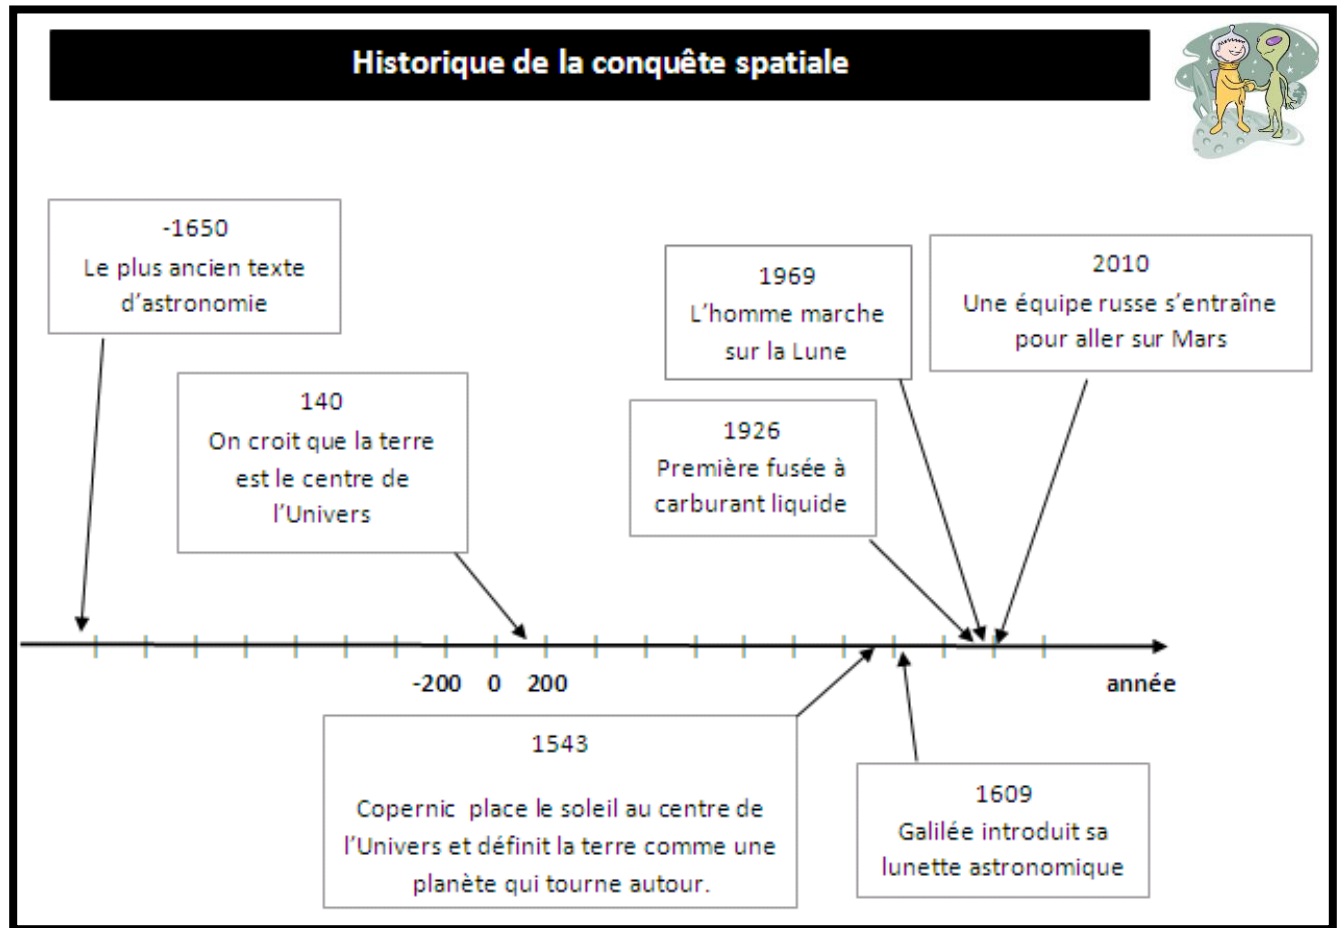 Historique de la conquête spatiale
-1650
Le plus ancien texte
d'astronomie
140
On croit que la terre
est le centre de
l'Univers
1969
L'homme marche
sur la Lune
2010
Une équipe russe s'entraîne
pour aller sur Mars
1926
Première fusée à
carburant liquide
-200 0 200
année
1543
Copernic place le soleil au centre de
l'Univers et définit la terre comme une
planète qui tourne autour.
1609
Galilée introduit sa
lunette astronomique